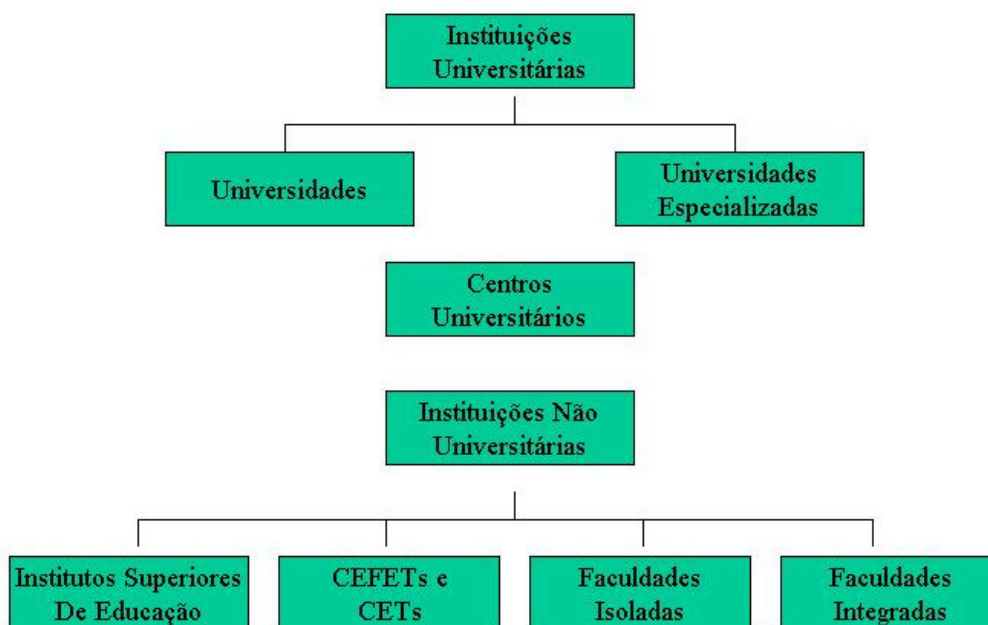 Instituições
Universitárias
Universidades
Universidades
Especializadas
Centros
Universitários
Instituições Não
Universitárias
Institutos Superiores
De Educação
CEFETs e
CETs
Faculdades
Isoladas
Faculdades
Integradas